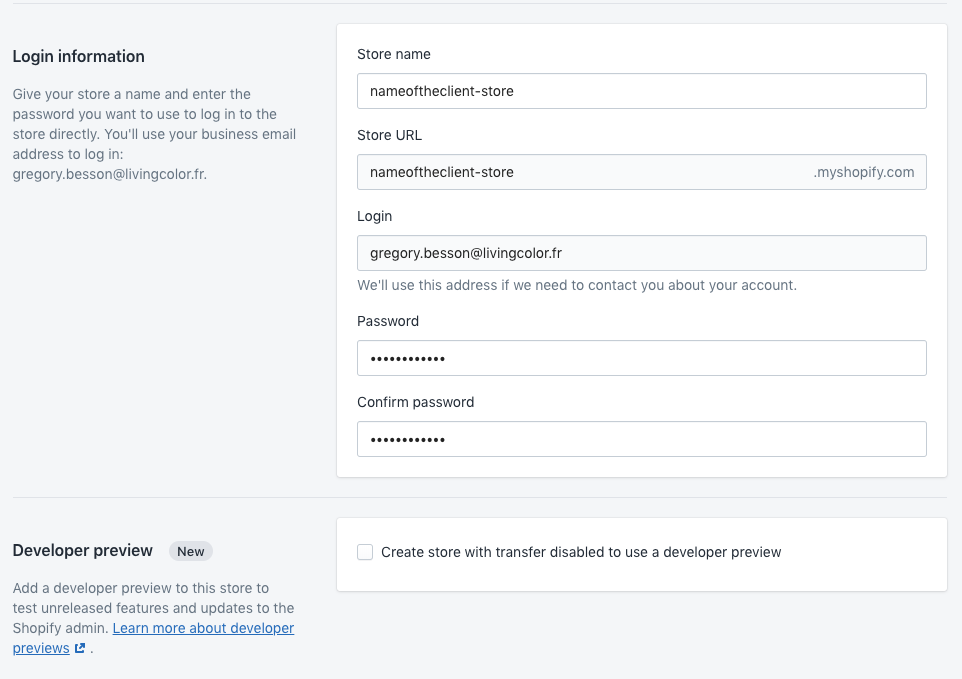 Login information
Give your store a name and enter the
password you want to use to log in to the
store directly. You'll use your business email
address to log in:
gregory.besson@livingcolor.fr.
Store name
nameoftheclient-store
Store URL
nameoftheclient-store .myshopify.com
Login
gregory.besson@livingcolor.fr
We'll use this address if we need to contact you about your account.
Password
••••••••••••
Confirm password
••••••••••••
Developer preview New
Add a developer preview to this store to
test unreleased features and updates to the
Shopify admin. Learn more about developer
previews .
Create store with transfer disabled to use a developer preview